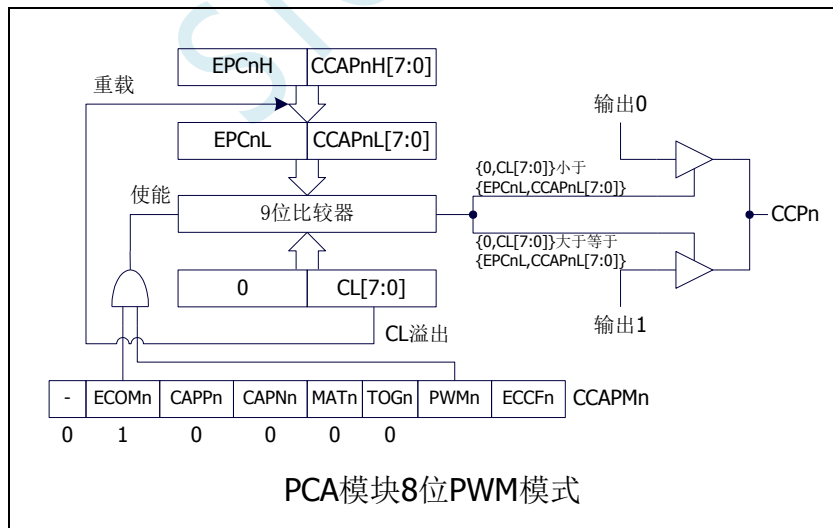 EPCnH CCAPnH[7:0]
重载
输出0
EPCnL CCAPnL[7:0]
{0,CL[7:0]}小于
{EPCnL,CCAPnL[7:0]}
使能
9位比较器
CCPn
{0,CL[7:0]}大于等于
{EPCnL,CCAPnL[7:0]}
0 CL[7:0]
输出1
CL溢出
- ECOMn CAPPn CAPNn MATn TOGn PWMn ECCFn CCAPMn
0 1 0 0 0 0
PCA模块8位PWM模式